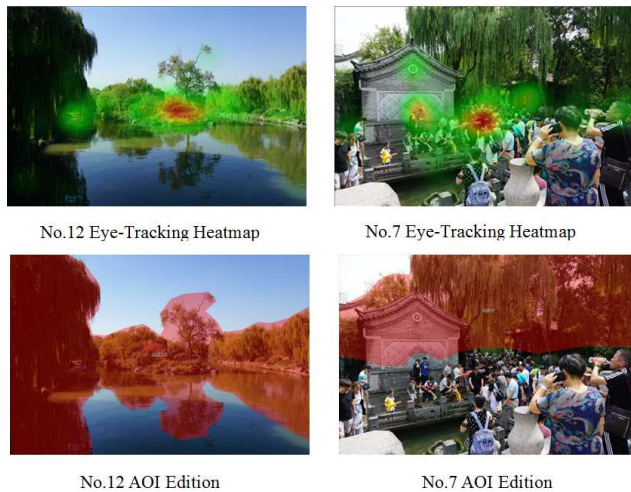 No.12 Eye-Tracking Heatmap
No.7 Eye-Tracking Heatmap
No.12 AOI Edition
No.7 AOI Edition